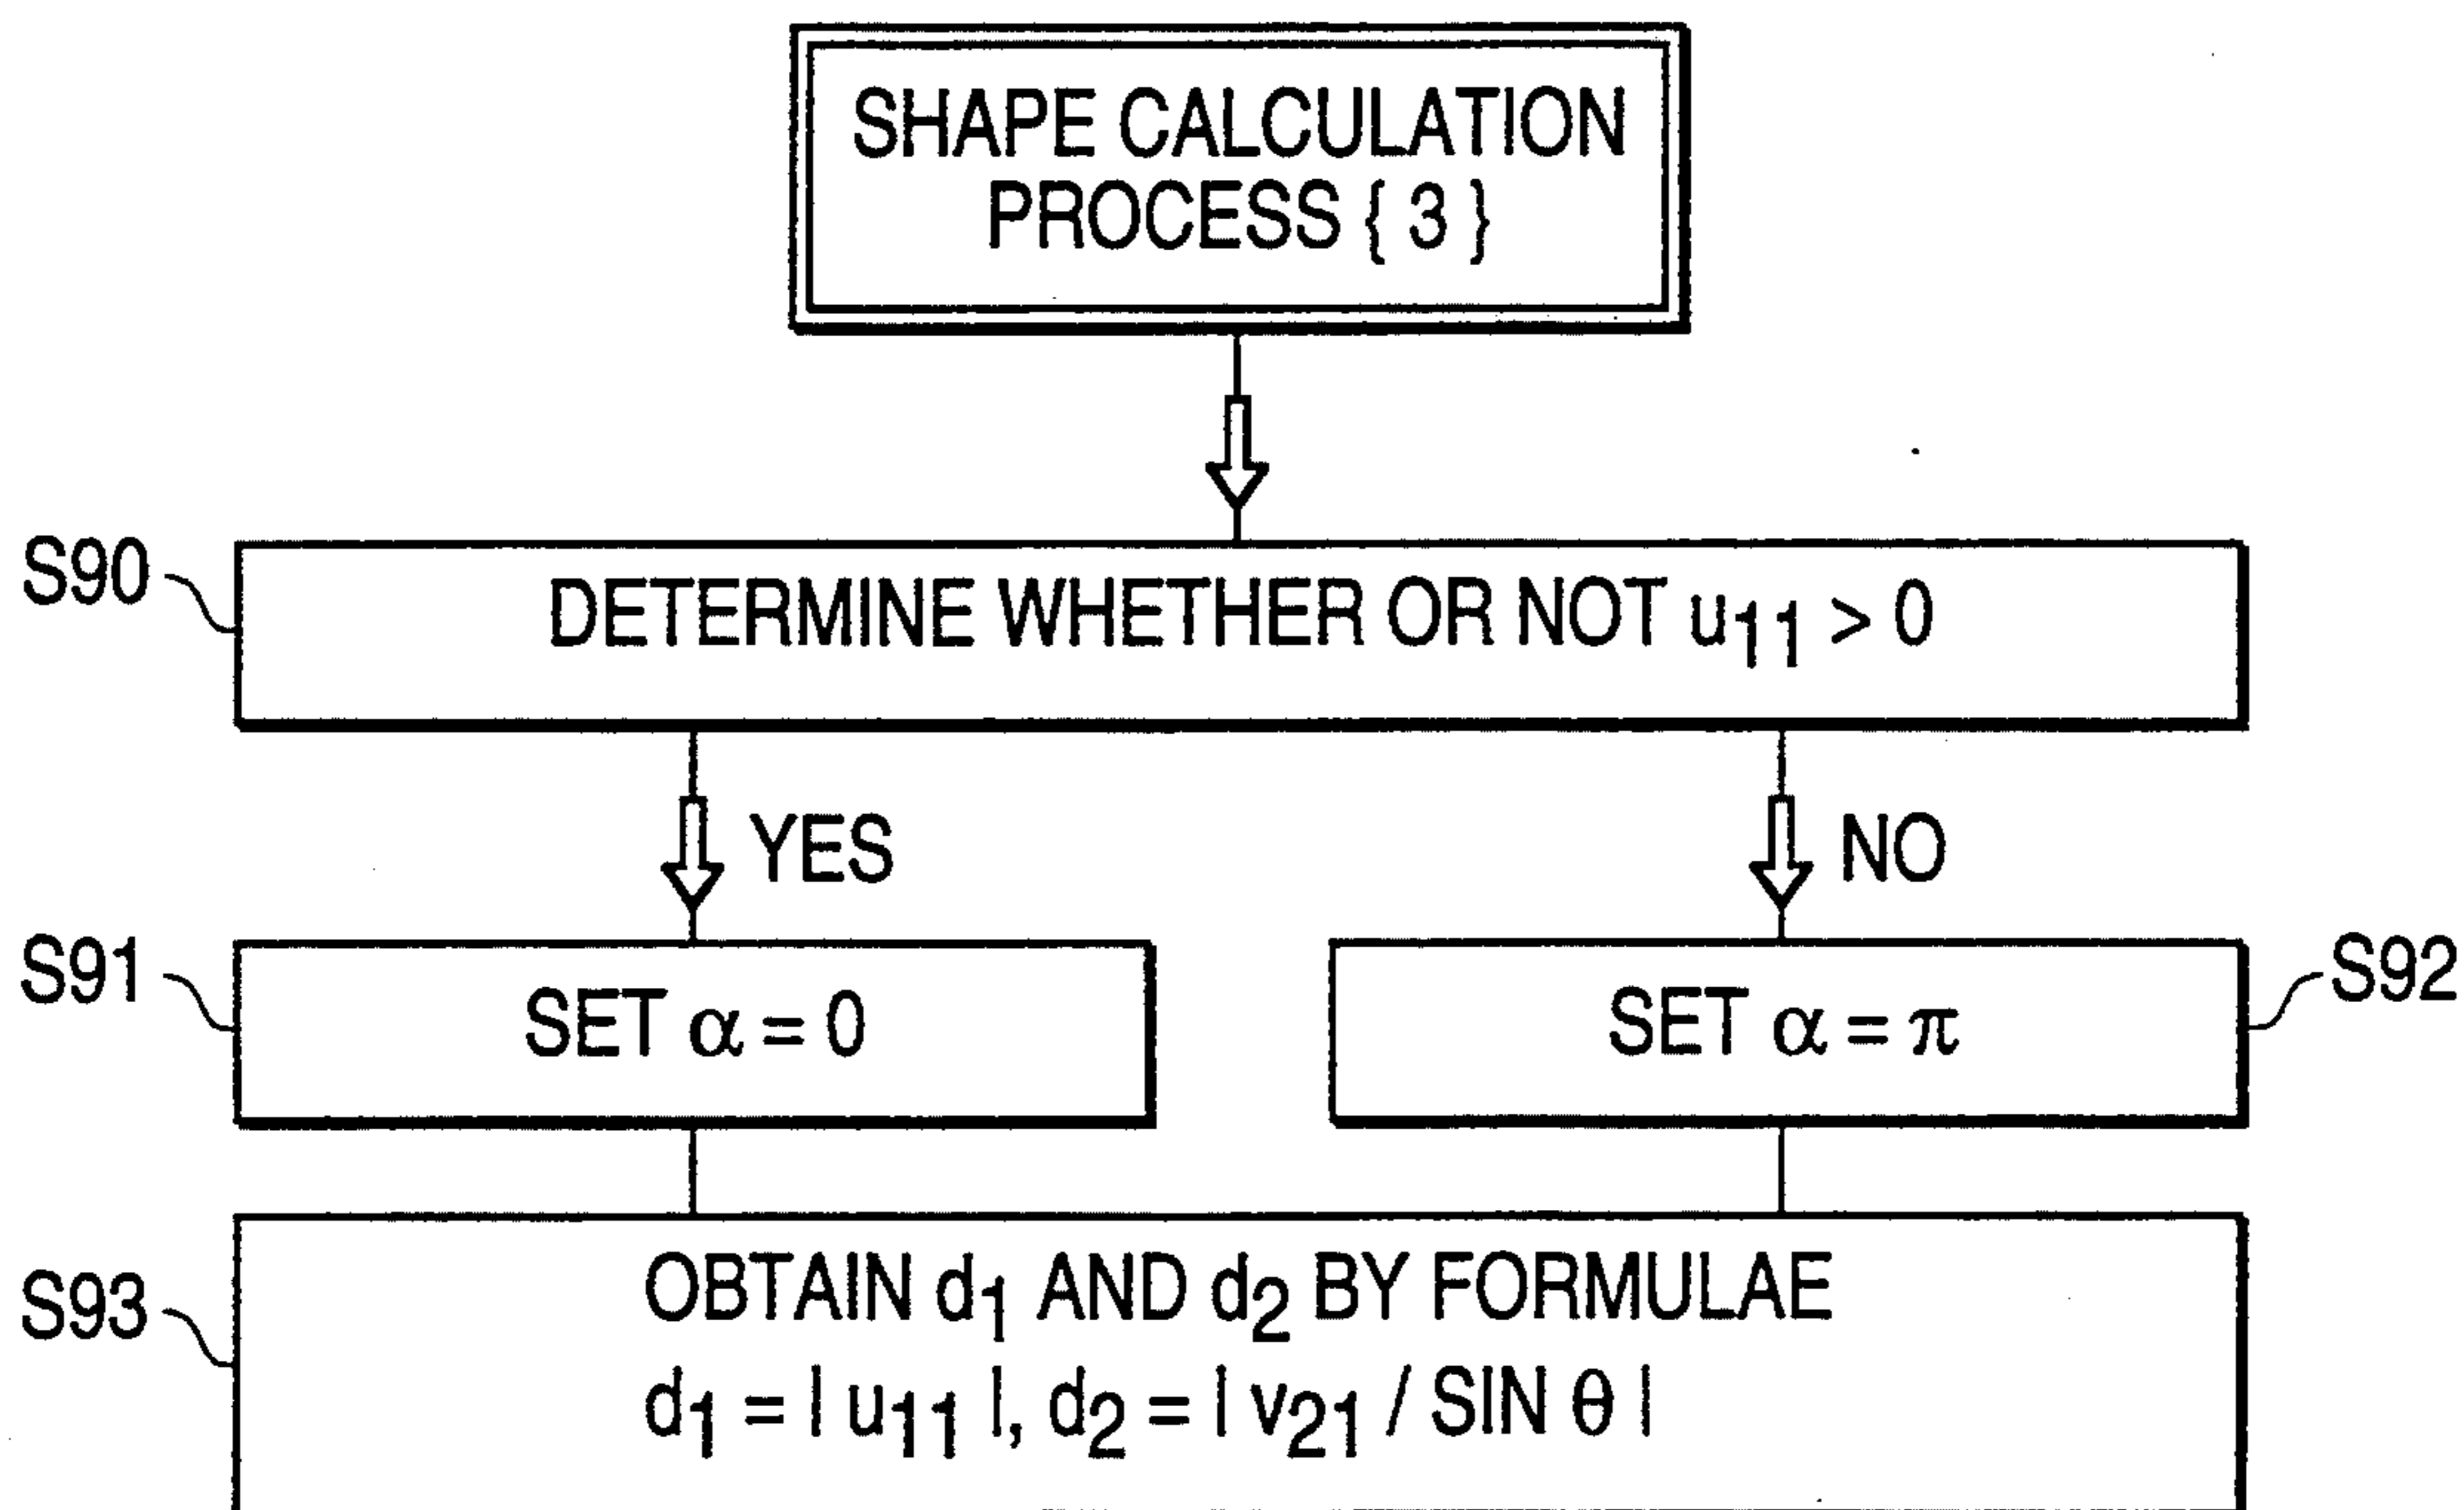 SHAPE CALCULATION
PROCESS { 3 }
S90
DETERMINE WHETHER OR NOT u11 > 0
YES
NO
S91
SET α = 0
SET α = π
S92
S93
OBTAIN d1 AND d2 BY FORMULAE
d1 = | u11 |, d2 = | v21 / SIN θ |